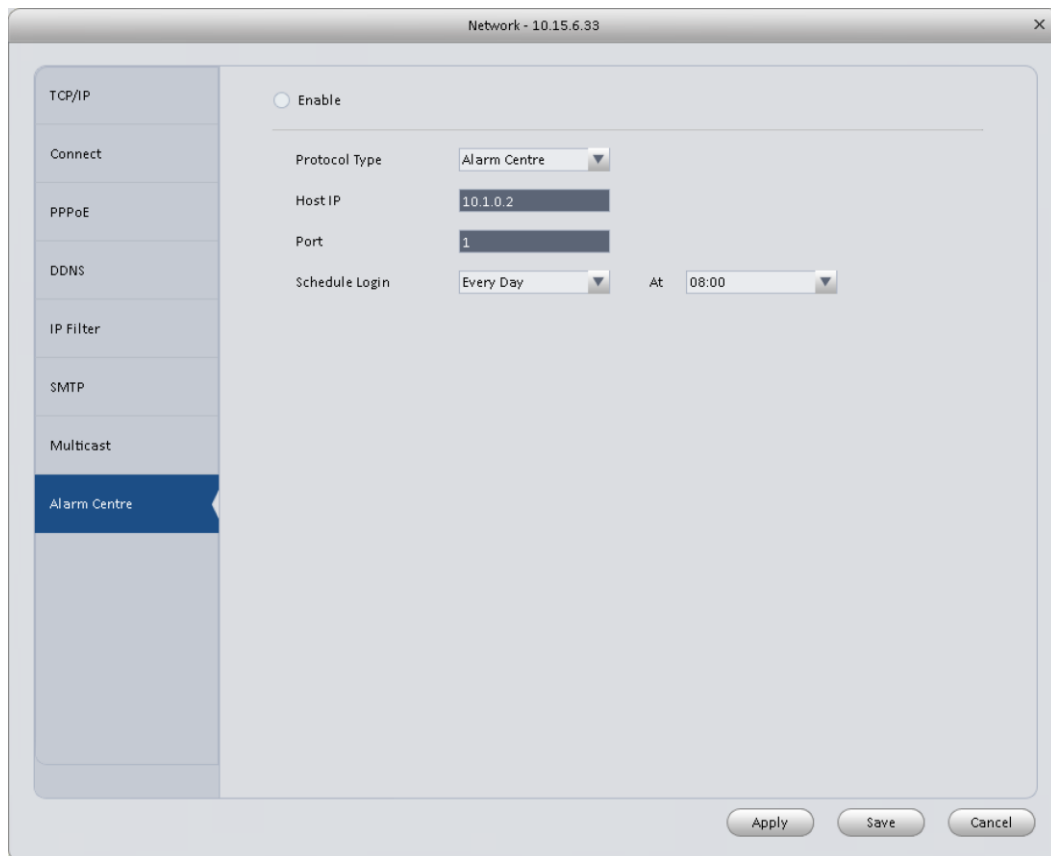 Network - 10.15.6.33
TCP/IP
Connect
PPPoE
DDNS
IP Filter
SMTP
Multicast
Alarm Centre
Enable
Protocol Type Alarm Centre
Host IP 10.1.0.2
Port 1
Schedule Login Every Day At 08:00
Apply Save Cancel